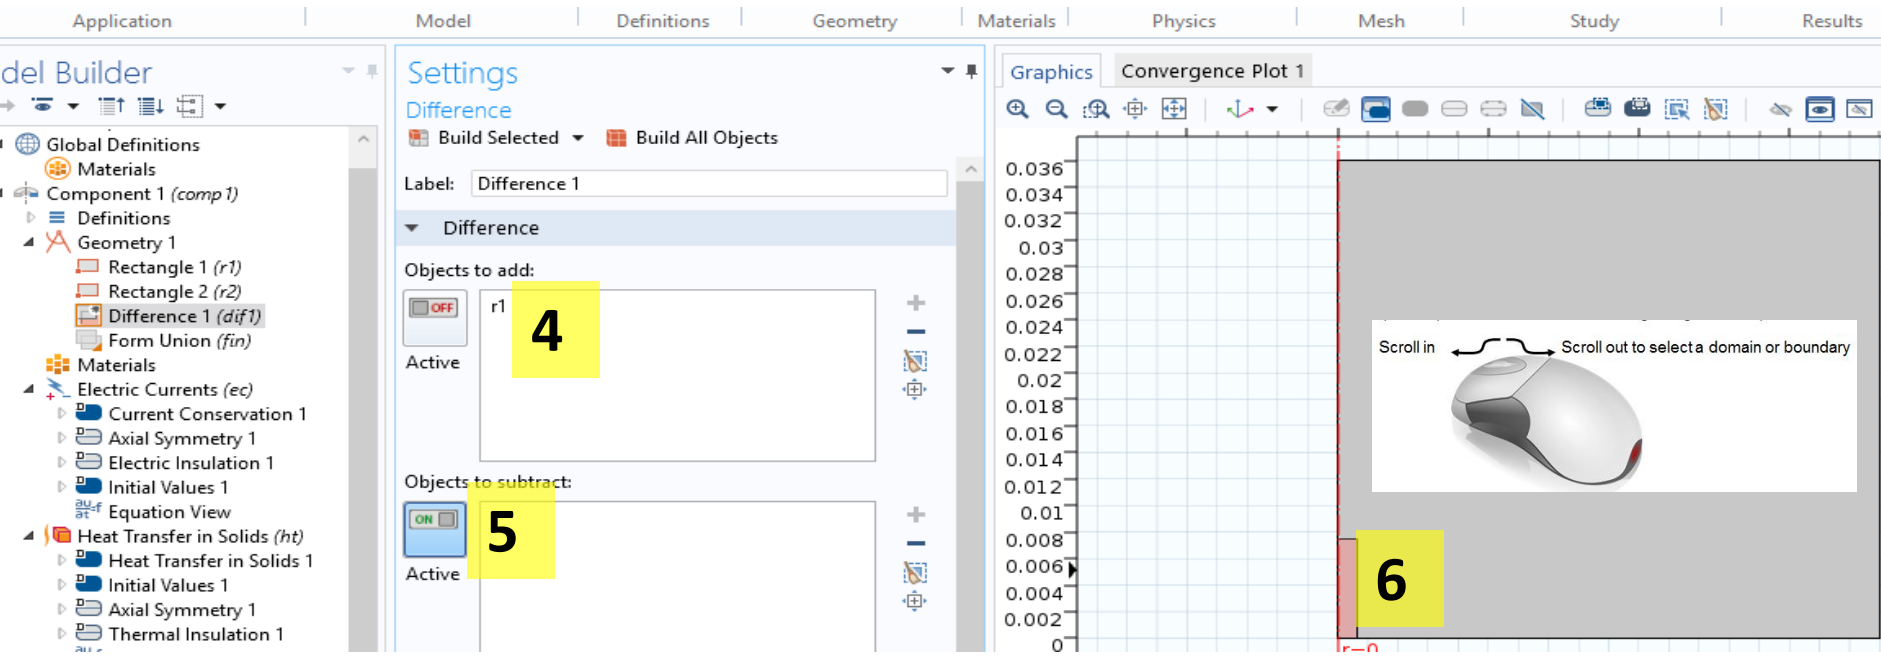 Application Model Definitions Geometry Materials Physics Mesh Study Results
del Builder
Global Definitions
Materials
Component 1 (comp1)
Definitions
Geometry 1
Rectangle 1 (r1)
Rectangle 2 (r2)
Difference 1 (dif1)
Form Union (fin)
Materials
Electric Currents (ec)
Current Conservation 1
Axial Symmetry 1
Electric Insulation 1
Initial Values 1
Equation View
Heat Transfer in Solids (ht)
Heat Transfer in Solids 1
Initial Values 1
Axial Symmetry 1
Thermal Insulation 1
Settings
Difference
Build Selected Build All Objects
Label: Difference 1
Difference
Objects to add:
OFF
Active
r1
4
Objects to subtract:
ON
Active
5
Graphics Convergence Plot 1
0.036
0.034
0.032
0.03
0.028
0.026
0.024
0.022
0.02
0.018
0.016
0.014
0.012
0.01
0.008
0.006
0.004
0.002
0
Scroll in Scroll out to select a domain or boundary
6
r=0